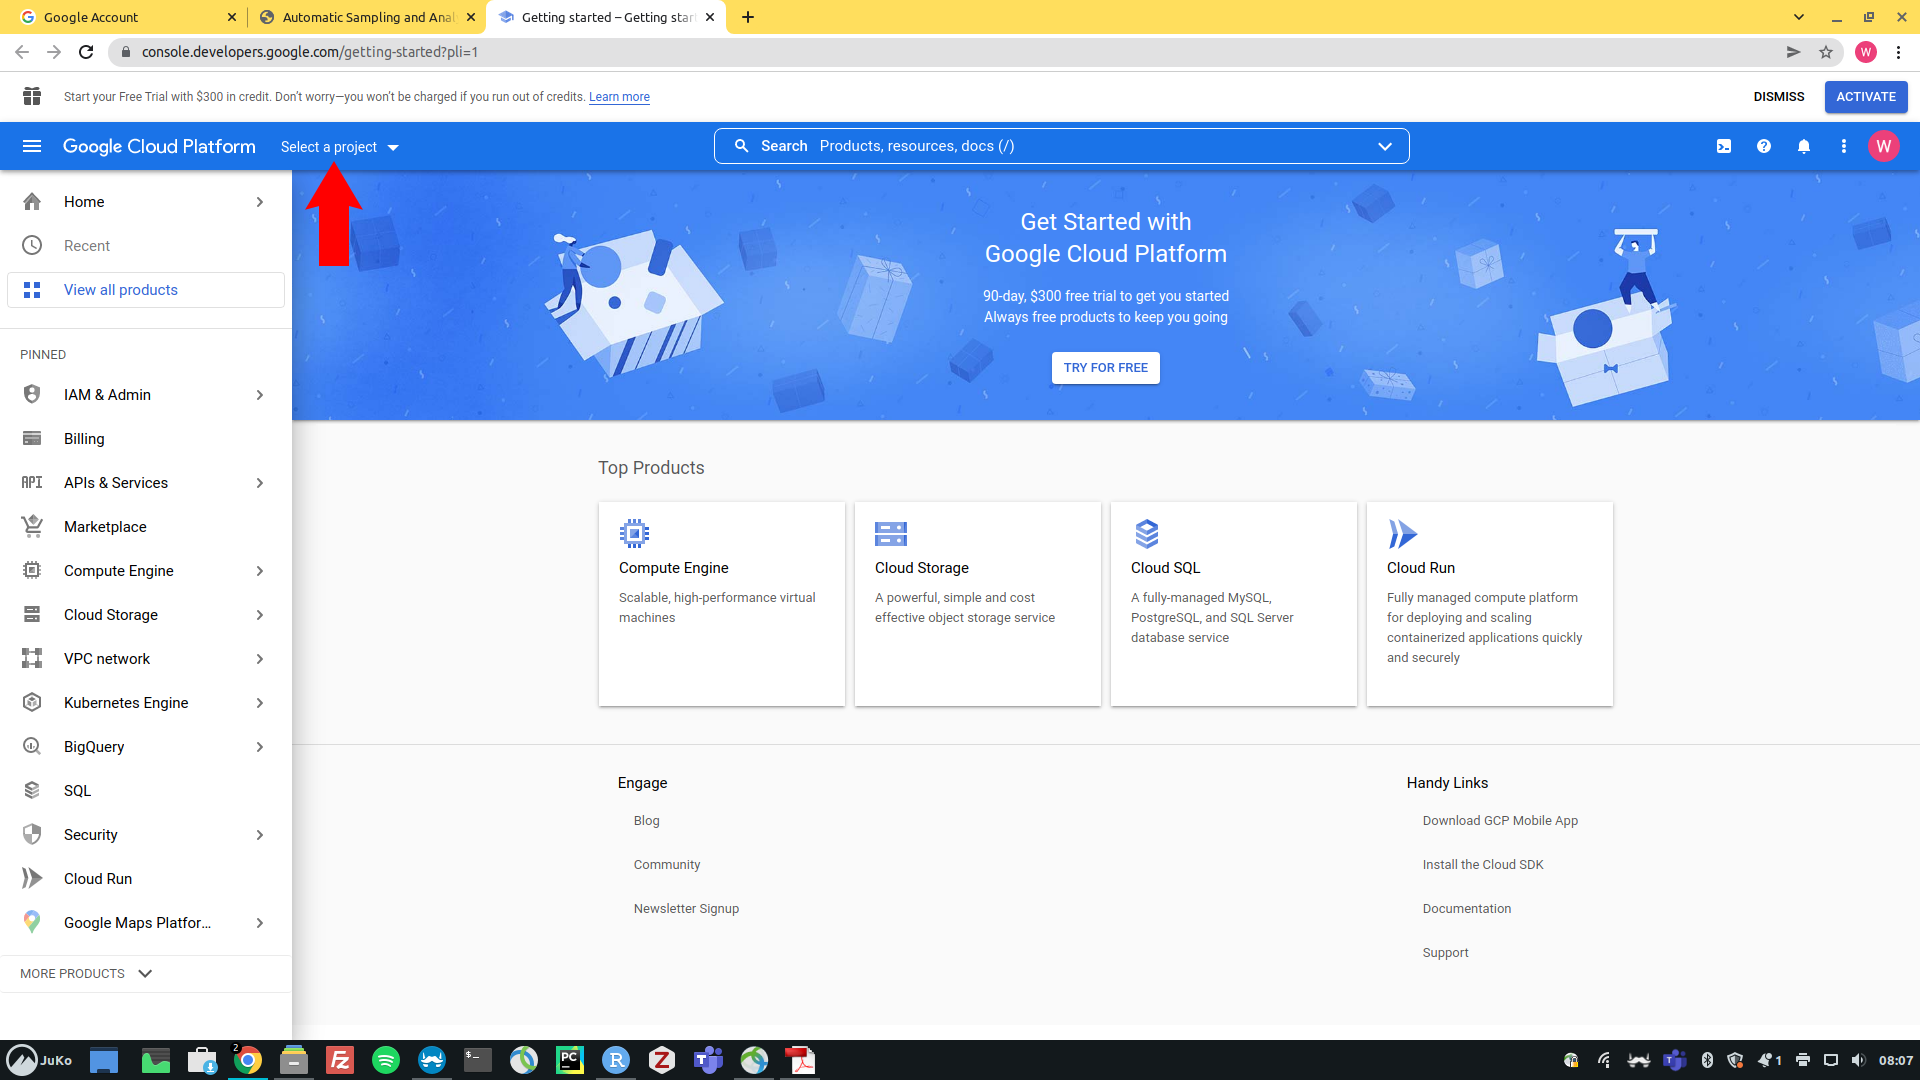 Google Account
Automatic Sampling and Anal
Getting started – Getting star
console.developers.google.com/getting-started?pli=1
W
Start your Free Trial with $300 in credit. Don’t worry—you won’t be charged if you run out of credits. Learn more
DISMISS
ACTIVATE
Google Cloud Platform
Select a project
Search Products, resources, docs (/)
W
Home
Recent
View all products
PINNED
IAM & Admin
Billing
API APIs & Services
Marketplace
Compute Engine
Cloud Storage
VPC network
Kubernetes Engine
BigQuery
SQL
Security
Cloud Run
Google Maps Platfor...
MORE PRODUCTS
Get Started with
Google Cloud Platform
90-day, $300 free trial to get you started
Always free products to keep you going
TRY FOR FREE
Top Products
Compute Engine
Scalable, high-performance virtual
machines
Cloud Storage
A powerful, simple and cost
effective object storage service
Cloud SQL
A fully-managed MySQL,
PostgreSQL, and SQL Server
database service
Cloud Run
Fully managed compute platform
for deploying and scaling
containerized applications quickly
and securely
Engage
Blog
Community
Newsletter Signup
Handy Links
Download GCP Mobile App
Install the Cloud SDK
Documentation
Support
JuKo
2
FZ
$_
PC
R
Z
T
1
08:07